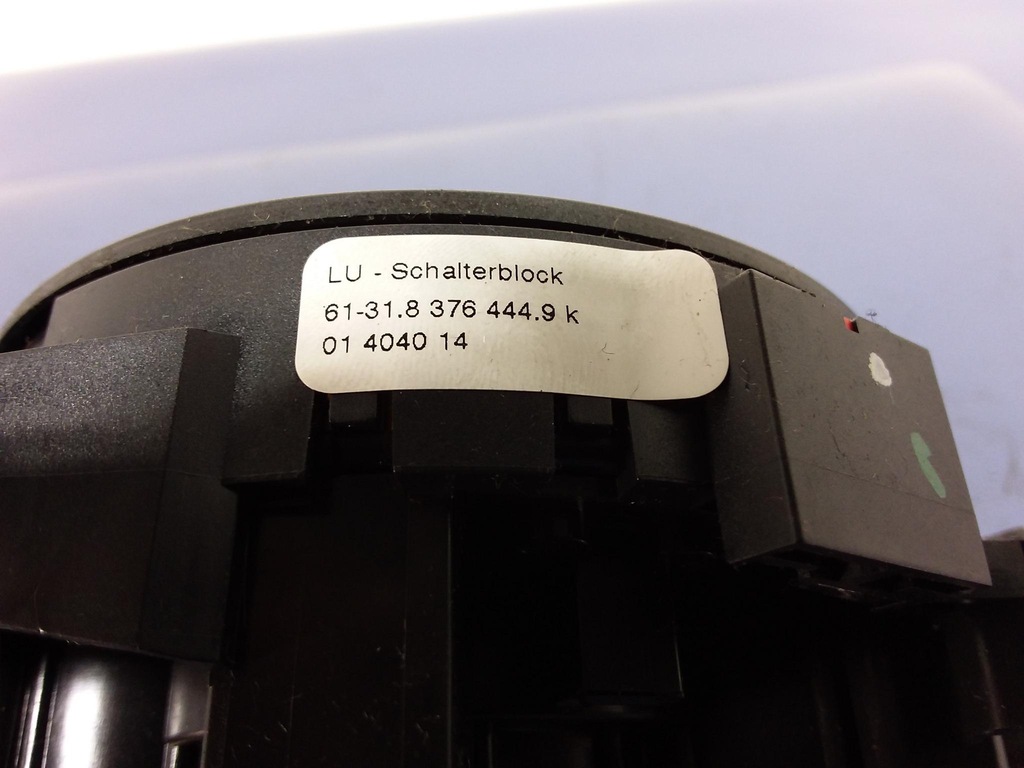 LU - Schalterblock
61-31.8 376 444.9 k
01 4040 14